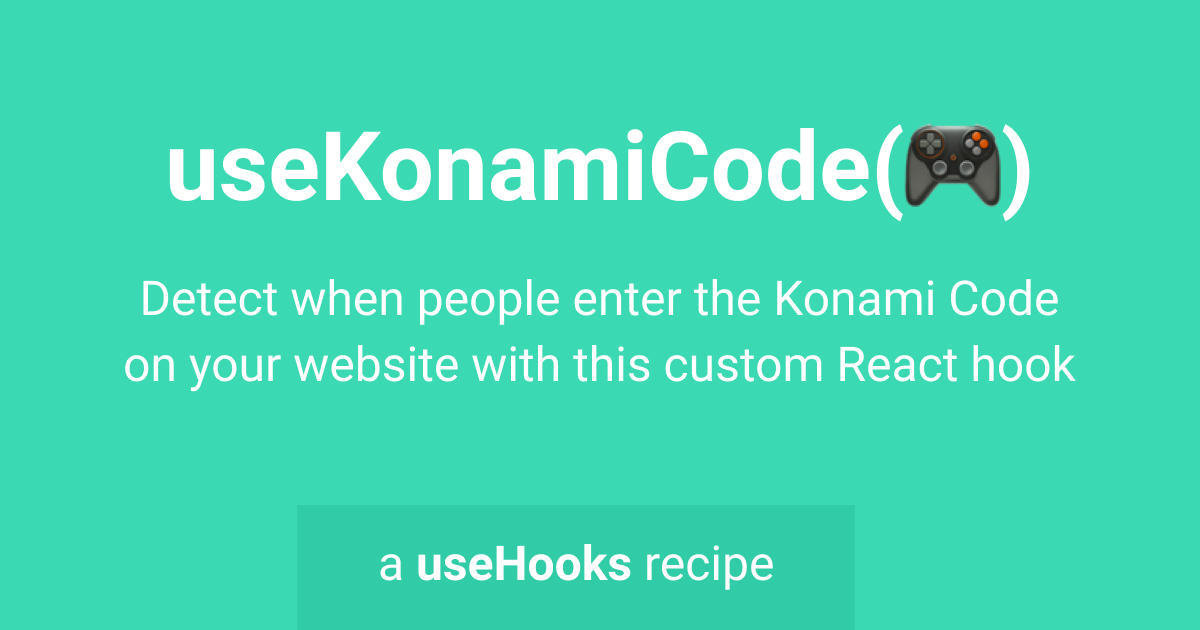 useKonamiCode(🎮)
Detect when people enter the Konami Code
on your website with this custom React hook
a useHooks recipe